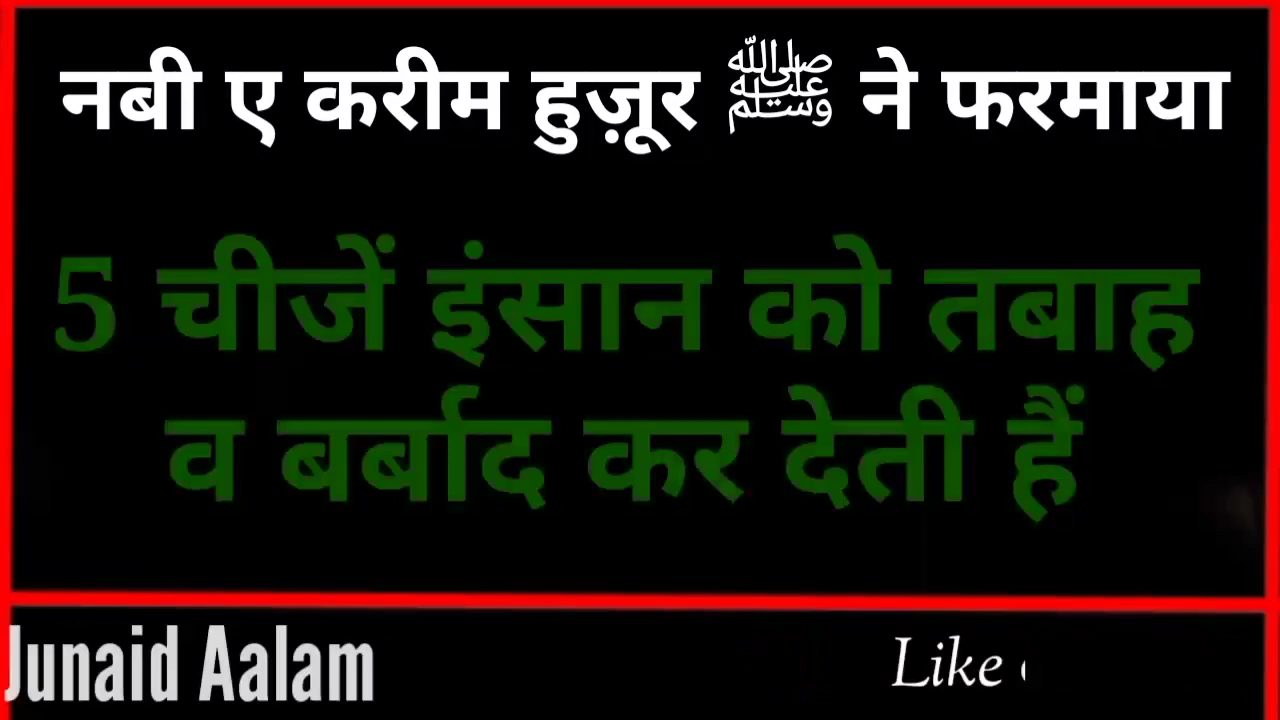 नबी ए करीम हुज़ूर ﷺ ने फरमाया
5 चीजें इंसान को तबाह
व बर्बाद कर देती हैं
Junaid Aalam
Like